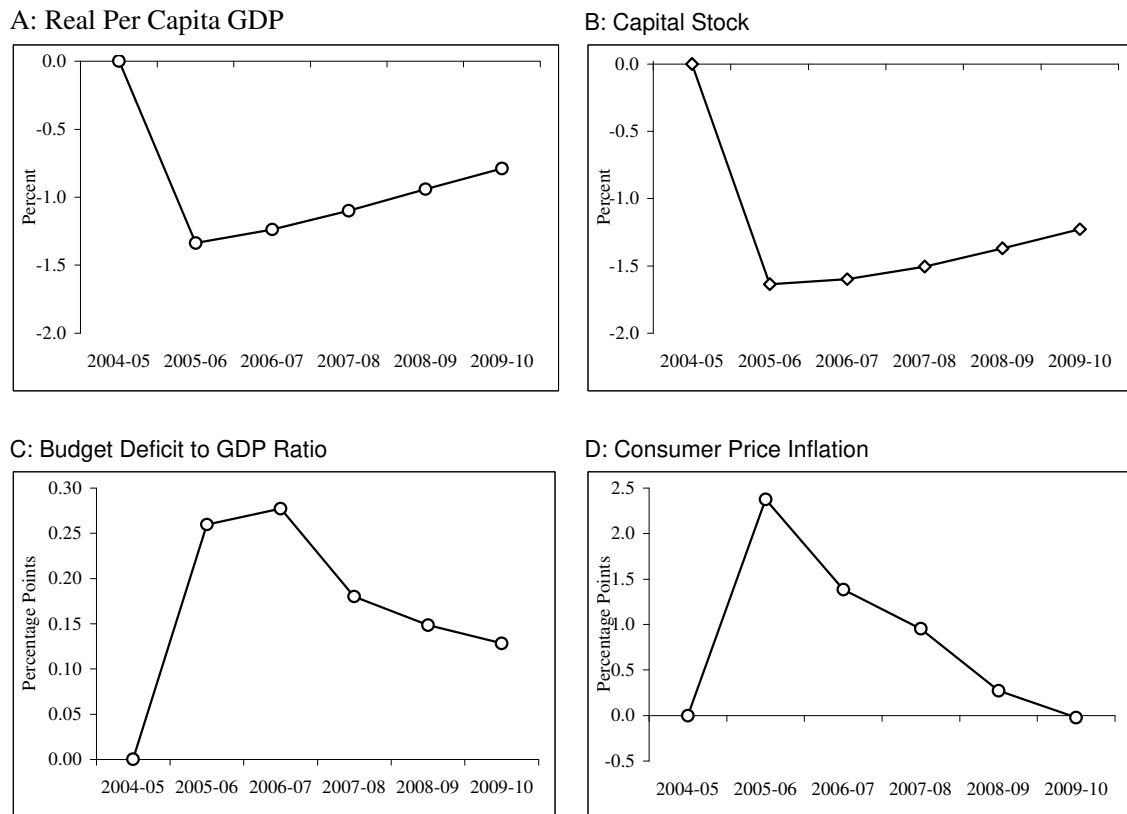 A: Real Per Capita GDP
0.0
-0.5
-1.0
-1.5
-2.0
Percent
2004-05 2005-06 2006-07 2007-08 2008-09 2009-10
B: Capital Stock
0.0
-0.5
-1.0
-1.5
-2.0
Percent
2004-05 2005-06 2006-07 2007-08 2008-09 2009-10
C: Budget Deficit to GDP Ratio
0.30
0.25
0.20
0.15
0.10
0.05
0.00
Percentage Points
2004-05 2005-06 2006-07 2007-08 2008-09 2009-10
D: Consumer Price Inflation
2.5
2.0
1.5
1.0
0.5
0.0
-0.5
Percentage Points
2004-05 2005-06 2006-07 2007-08 2008-09 2009-10